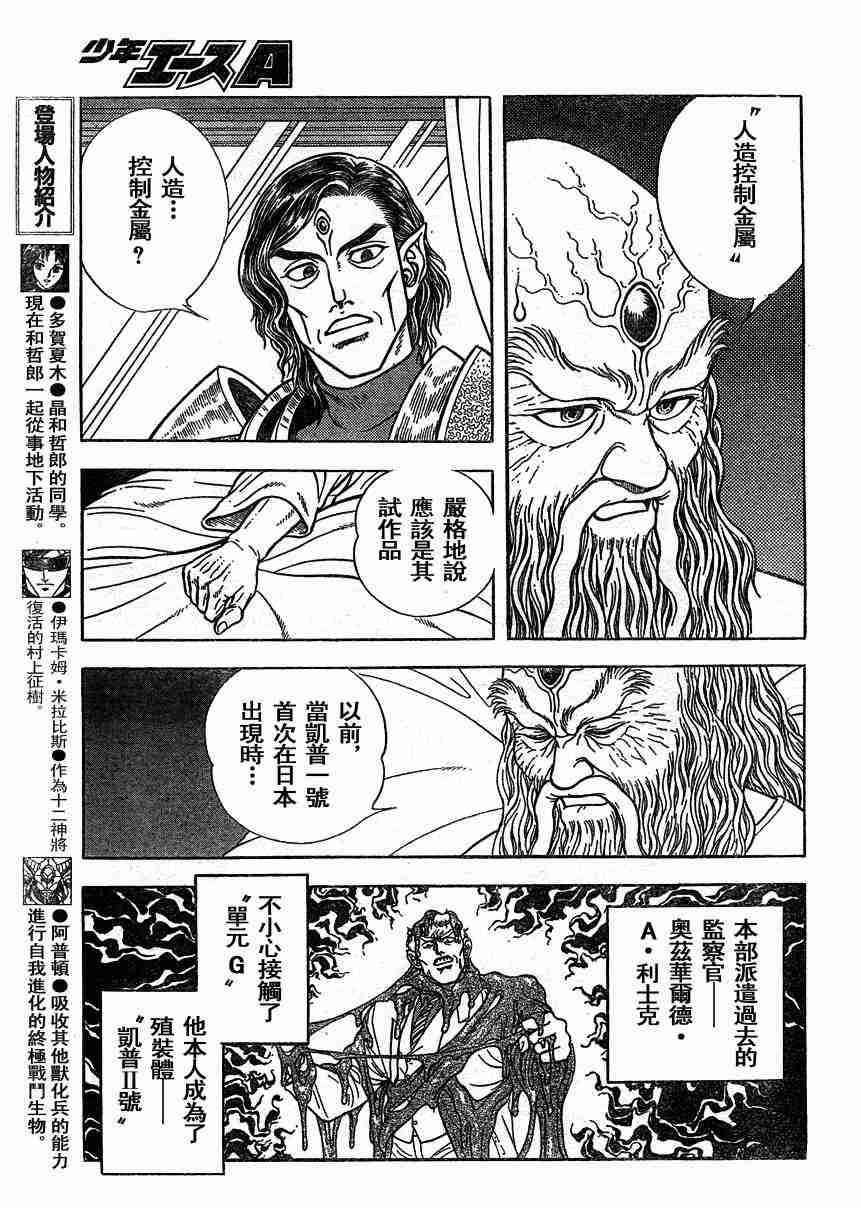 少年エースA
〝人造控制金屬〟
人造…
控制金屬？
嚴格地說
應該是其
試作品
以前,
當凱普一號
首次在日本
出現時…
本部派遣過去的
監察官──
奧茲華爾德・
A・利士克
不小心接觸了
〝單元G〟
他本人成為了
殖裝體──
〝凱普II號〟
登場人物紹介
●多賀夏木●晶和哲郎的同學。
現在和哲郎一起從事地下活動。
●伊瑪卡姆・米拉比斯●作為十二神將
復活的村上征樹。
●阿普頓●吸收其他獸化兵的能力
進行自我進化的終極戰鬥生物。